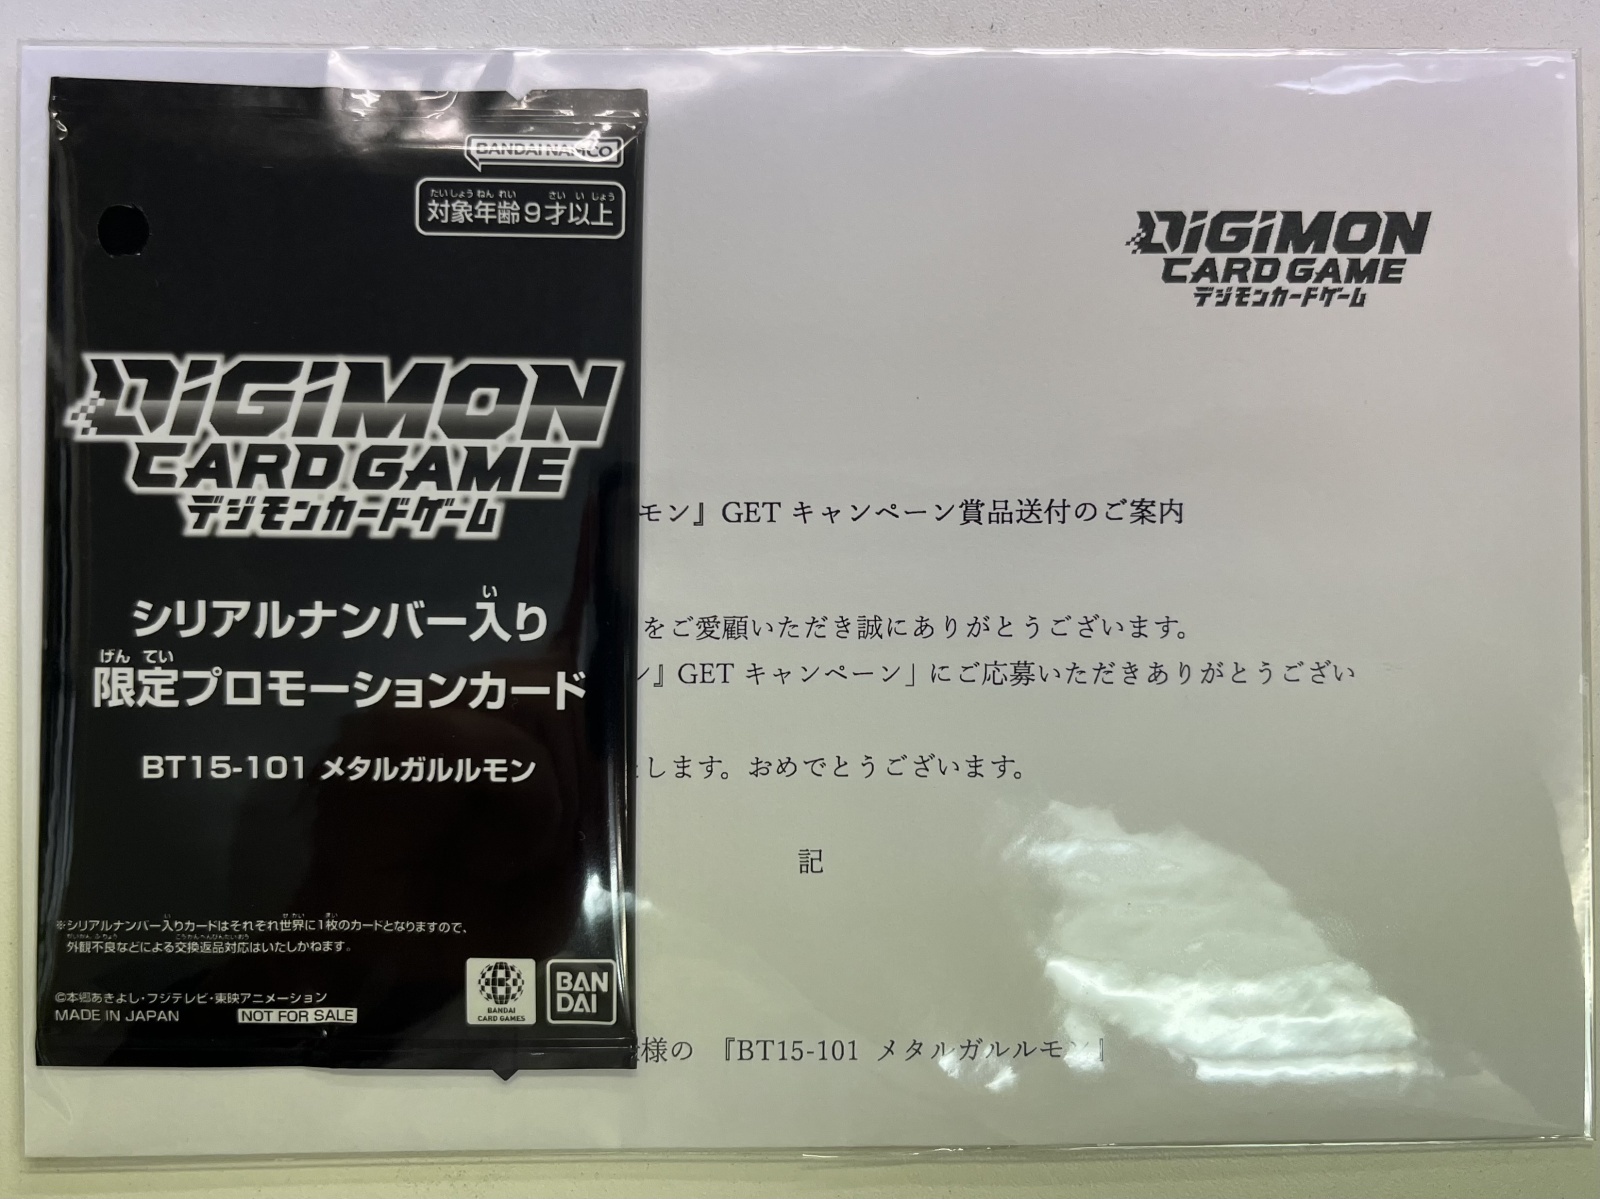 BANDAI NAMCO
たいしょうねんれい さいいじょう
対象年齢9才以上
DIGIMON
CARD GAME
デジモンカードゲーム
い
シリアルナンバー入り
げんてい
限定プロモーションカード
BT15-101 メタルガルルモン
※シリアルナンバー入りカードはそれぞれ世界に1枚のカードとなりますので、
外観不良などによる交換返品対応はいたしかねます。
©本郷あきよし・フジテレビ・東映アニメーション
MADE IN JAPAN NOT FOR SALE
BANDAI
CARD GAMES
BAN
DAI
DIGIMON
CARD GAME
デジモンカードゲーム
モン』GET キャンペーン賞品送付のご案内
をご愛顧いただき誠にありがとうございます。
ン』GET キャンペーン」にご応募いただきありがとうござい
します。おめでとうございます。
記
様の 『BT15-101 メタルガルルモン』